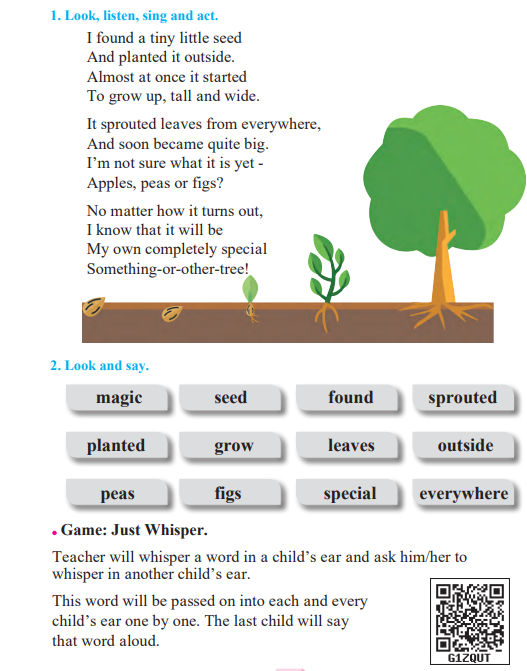 1. Look, listen, sing and act.
I found a tiny little seed
And planted it outside.
Almost at once it started
To grow up, tall and wide.
It sprouted leaves from everywhere,
And soon became quite big.
I'm not sure what it is yet -
Apples, peas or figs?
No matter how it turns out,
I know that it will be
My own completely special
Something-or-other-tree!
2. Look and say.
magic seed found sprouted
planted grow leaves outside
peas figs special everywhere
• Game: Just Whisper.
Teacher will whisper a word in a child's ear and ask him/her to
whisper in another child's ear.
This word will be passed on into each and every
child's ear one by one. The last child will say
that word aloud.
G1ZQUT